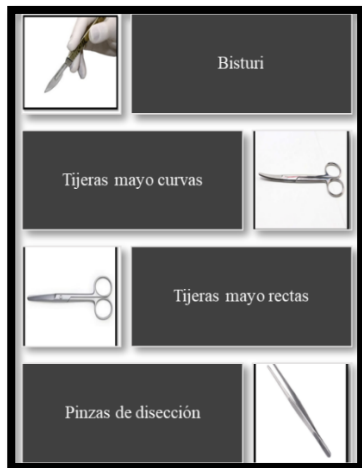 Bisturi
Tijeras mayo curvas
Tijeras mayo rectas
Pinzas de disección